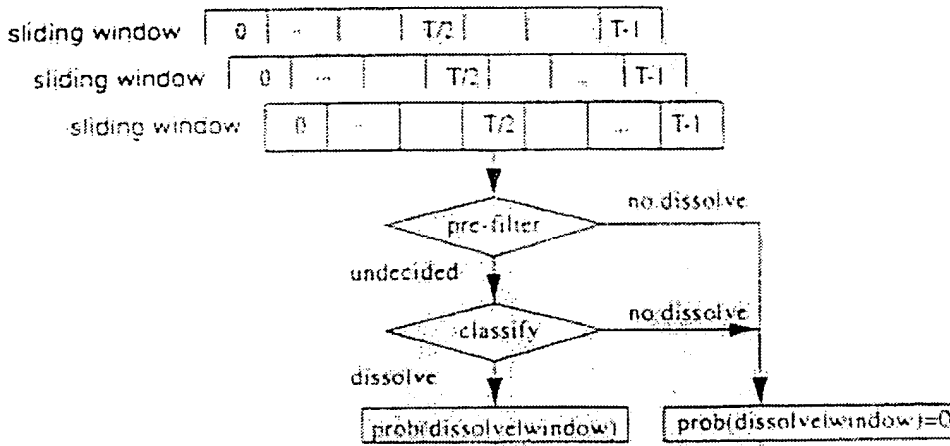 sliding window 0 ... T/2 T-1
sliding window 0 ... T/2 ... T-1
sliding window 0 ... T/2 ... T-1
pre-filter
no dissolve
undecided
classify
no dissolve
dissolve
prob(dissolve|window)
prob(dissolve|window)=0